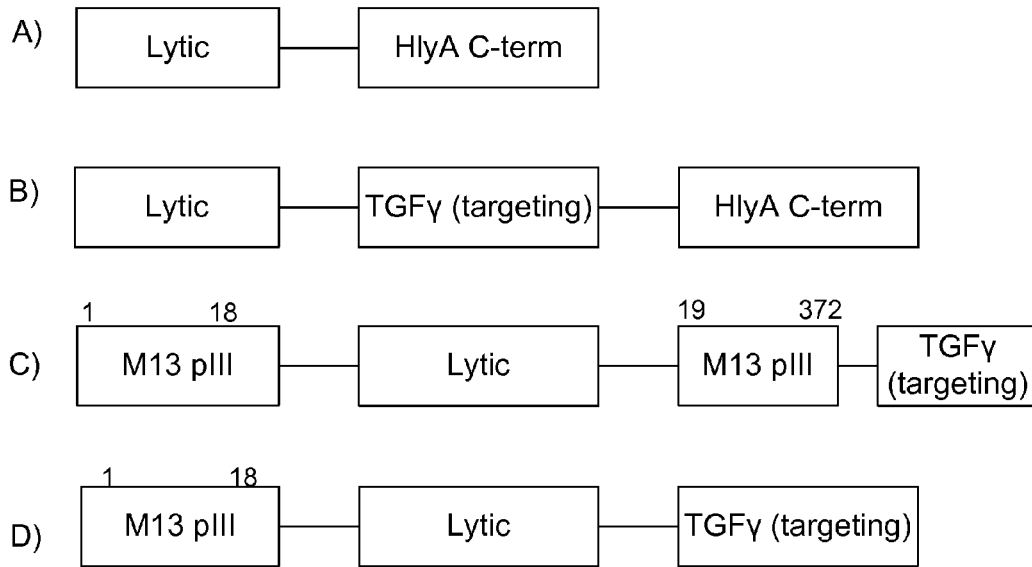 A) Lytic HlyA C-term
B) Lytic TGFγ (targeting) HlyA C-term
1 18 19 372
C) M13 pIII Lytic M13 pIII TGFγ
(targeting)
1 18
D) M13 pIII Lytic TGFγ (targeting)